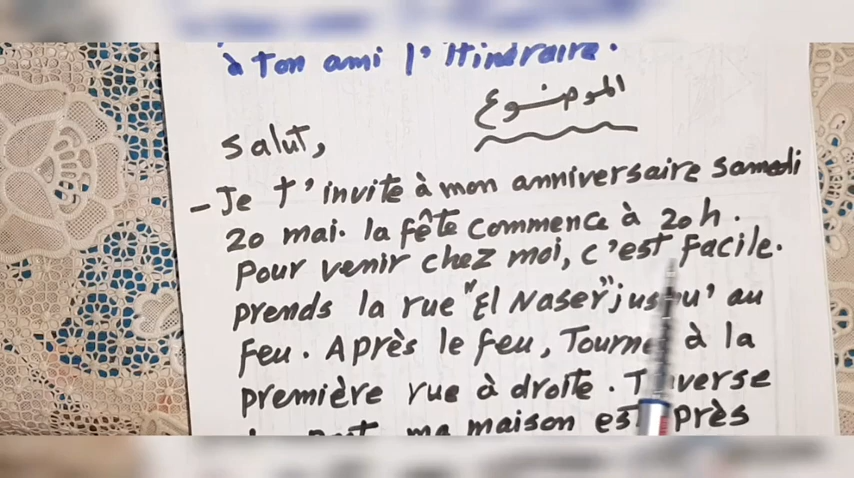 à ton ami l'itinéraire.
الموضوع
Salut,
- Je t'invite à mon anniversaire samedi
20 mai. la fête commence à 20h.
Pour venir chez moi, c'est facile.
prends la rue "El Naser" jusqu'au
feu. Après le feu, Tourne à la
première rue à droite. Traverse
ma maison est après